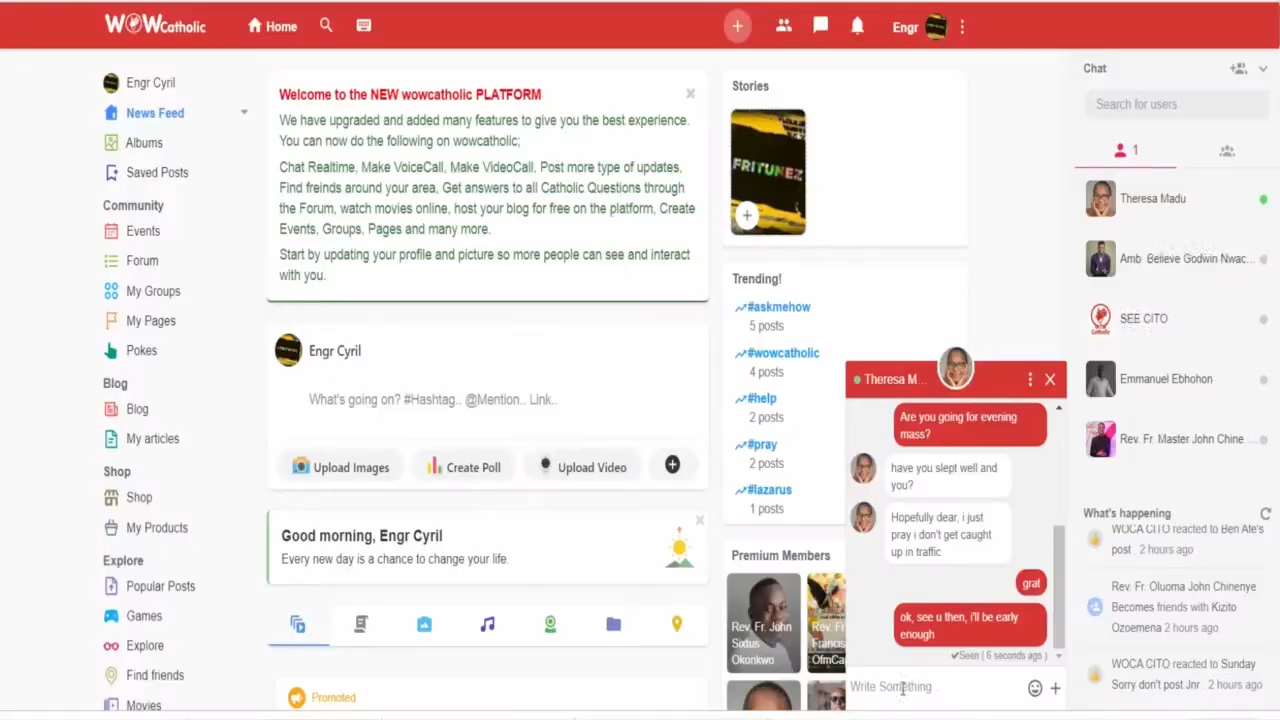 WOWCatholic
Home
Engr
Engr Cyril
News Feed
Albums
Saved Posts
Community
Events
Forum
My Groups
My Pages
Pokes
Blog
Blog
My articles
Shop
Shop
My Products
Explore
Popular Posts
Games
Explore
Find friends
Movies
Welcome to the NEW wowcatholic PLATFORM
We have upgraded and added many features to give you the best experience.
You can now do the following on wowcatholic;
Chat Realtime, Make VoiceCall, Make VideoCall, Post more type of updates,
Find freinds around your area, Get answers to all Catholic Questions through
the Forum, watch movies online, host your blog for free on the platform, Create
Events, Groups, Pages and many more.
Start by updating your profile and picture so more people can see and interact
with you.
Engr Cyril
What's going on? #Hashtag.. @Mention.. Link..
Upload Images
Create Poll
Upload Video
Good morning, Engr Cyril
Every new day is a chance to change your life.
Promoted
Stories
FRITUNEZ
Trending!
#askmehow
5 posts
#wowcatholic
4 posts
#help
2 posts
#pray
2 posts
#lazarus
1 posts
Premium Members
Rev. Fr. John
Sixtus
Okonkwo
Rev. Fr.
Francis
OfmCa
Theresa M...
Are you going for evening
mass?
have you slept well and
you?
Hopefully dear, i just
pray i don't get caught
up in traffic
grat
ok, see u then, i'll be early
enough
Seen ( 6 seconds ago )
Write Something
Chat
Search for users
1
Theresa Madu
Amb Believe Godwin Nwac...
SEE CITO
Emmanuel Ebhohon
Rev. Fr. Master John Chine...
What's happening
WOCA CITO reacted to Ben Afe's
post . 2 hours ago
Rev. Fr. Oluoma John Chinenye
Becomes friends with Kizito
Ozoemena 2 hours ago
WOCA CITO reacted to Sunday
Sorry don't post Jnr 2 hours ago